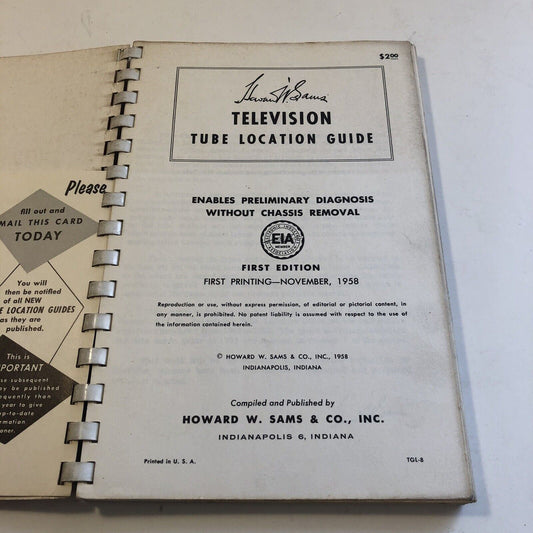 Please
fill out and
MAIL THIS CARD
TODAY
You will
then be notified
of all NEW
LOCATION GUIDES
as they are
published.
This is
subsequent
be published
than
year to give
$2.00
Howard W. Sams
TELEVISION
TUBE LOCATION GUIDE
ENABLES PRELIMINARY DIAGNOSIS
WITHOUT CHASSIS REMOVAL
EIA
MEMBER
FIRST EDITION
FIRST PRINTING—NOVEMBER, 1958
Reproduction or use, without express permission, of editorial or pictorial content, in
any manner, is prohibited. No patent liability is assumed with respect to the use of
the information contained herein.
© HOWARD W. SAMS & CO., INC., 1958
INDIANAPOLIS, INDIANA
Compiled and Published by
HOWARD W. SAMS & CO., INC.
INDIANAPOLIS 6, INDIANA
Printed in U. S. A.
TGL-8